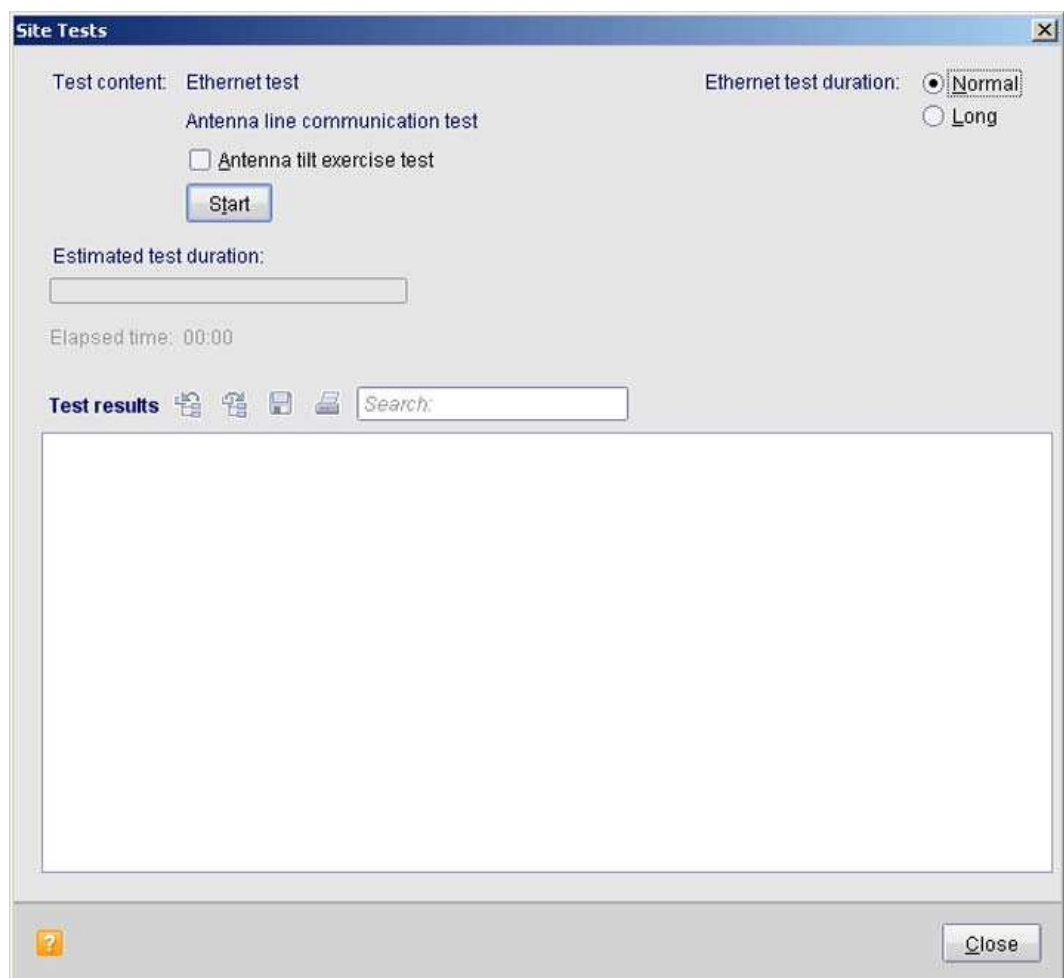 Site Tests
Test content: Ethernet test
Ethernet test duration: Normal
Long
Antenna line communication test
Antenna tilt exercise test
Start
Estimated test duration:
Elapsed time: 00:00
Test results Search:
?
Close